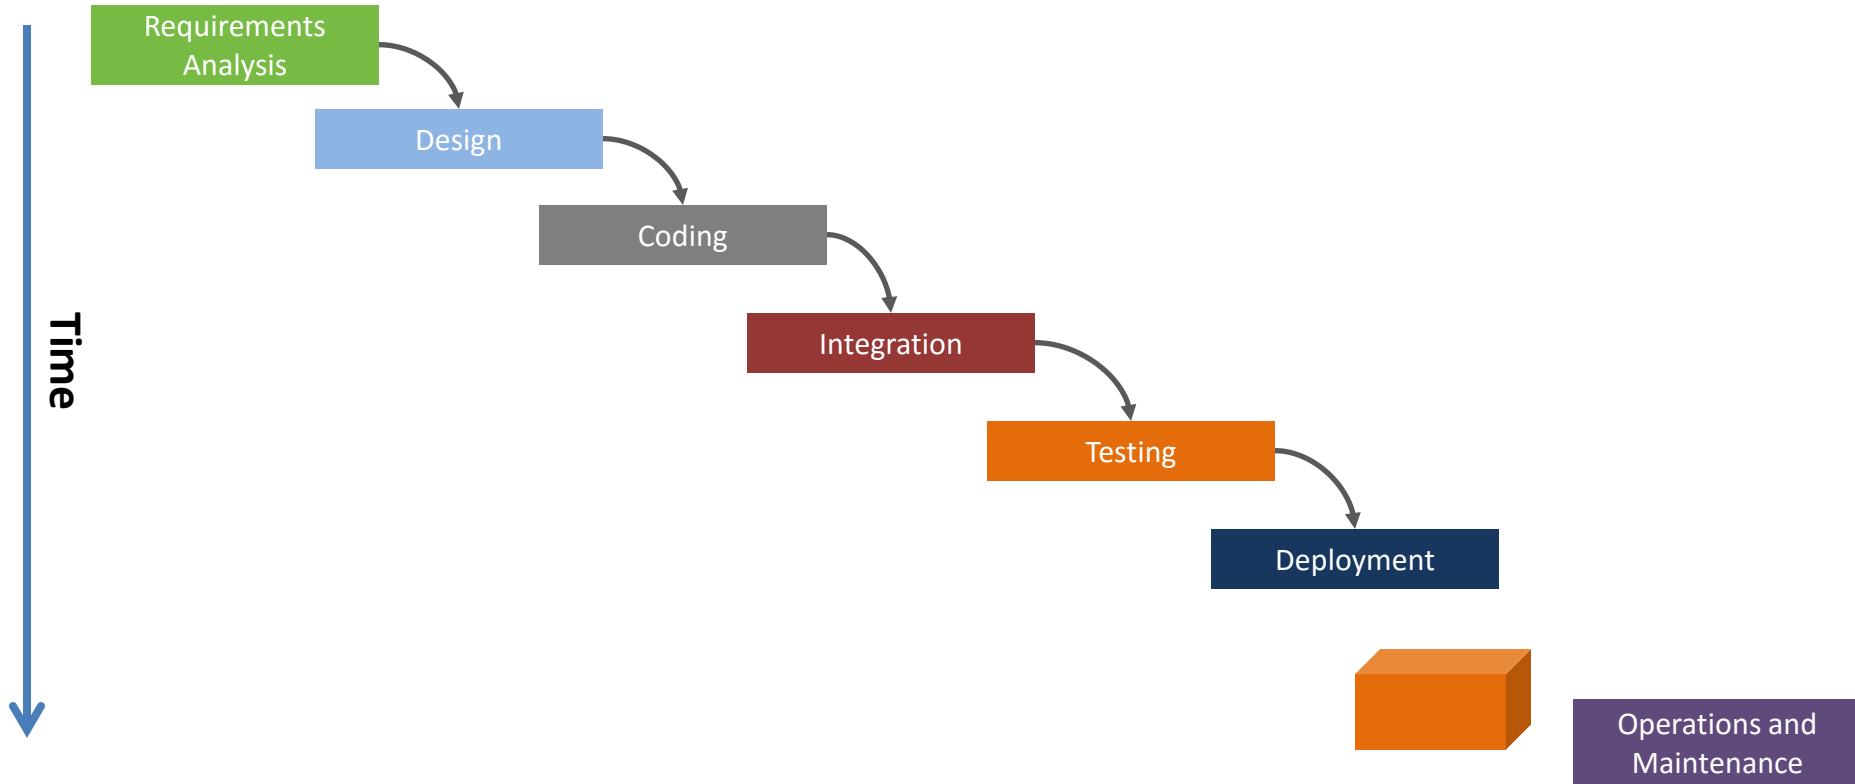 Requirements
Analysis
Design
Coding
Integration
Time
Testing
Deployment
Operations and
Maintenance